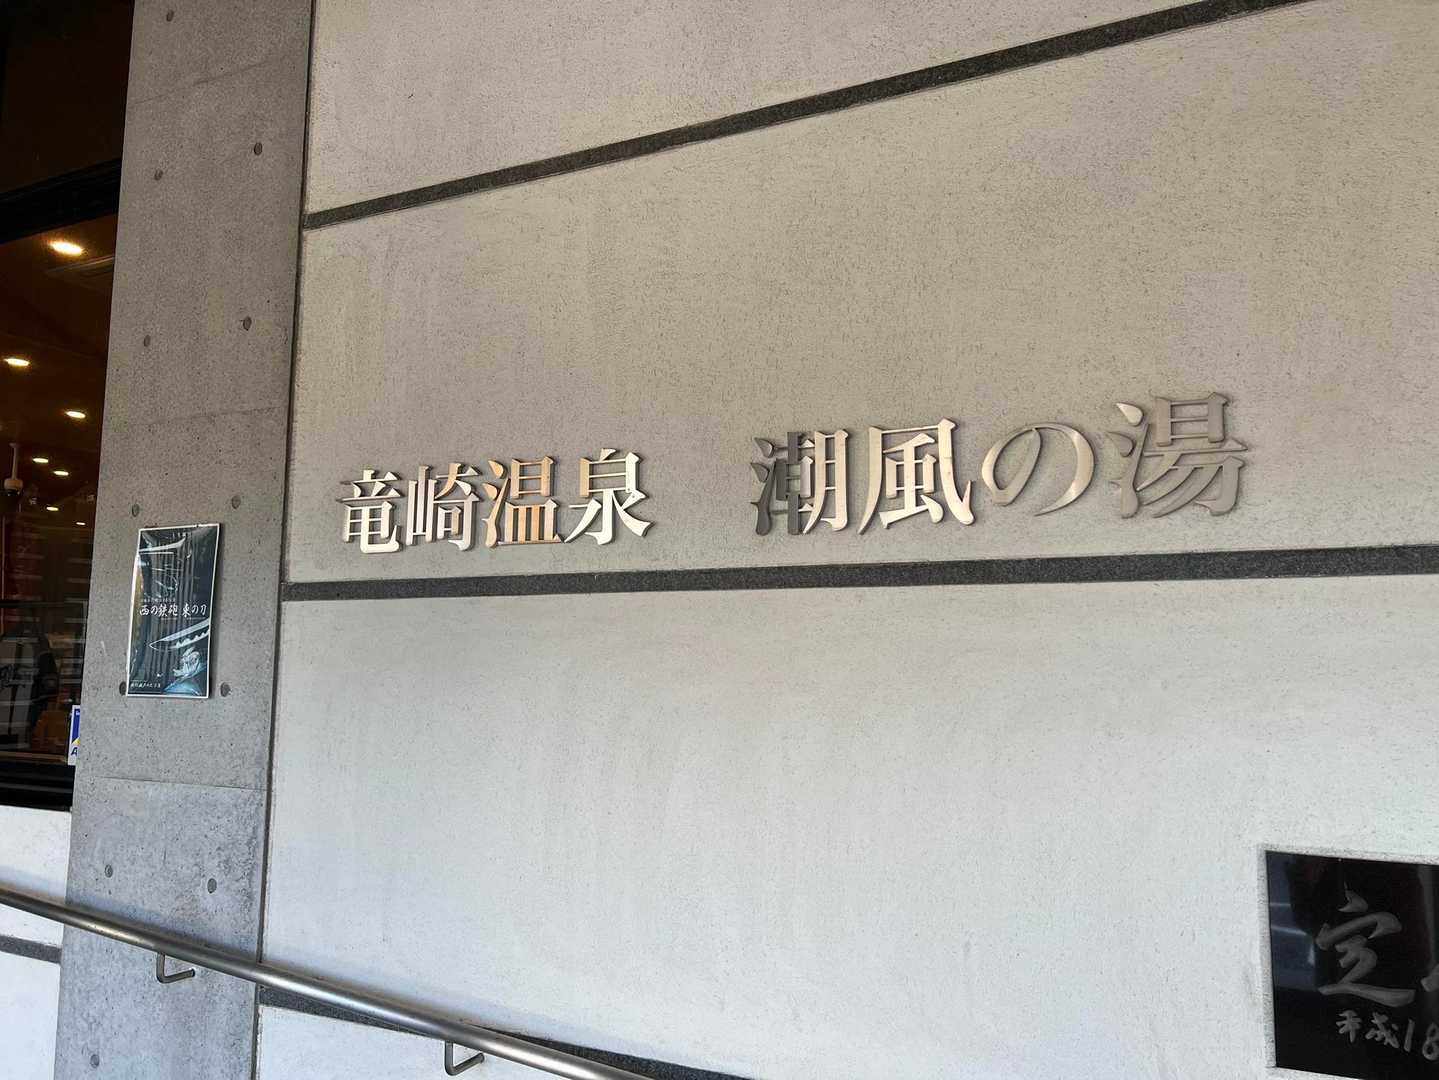 竜崎温泉 潮風の湯
西の鉄砲 東の刀
定
平成18